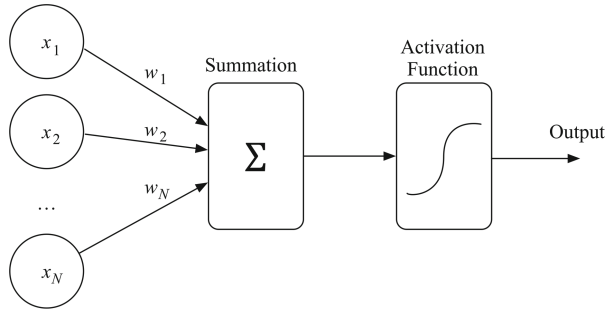 x1
w1
Summation
Activation
Function
x2
w2
Σ
Output
...
wN
xN